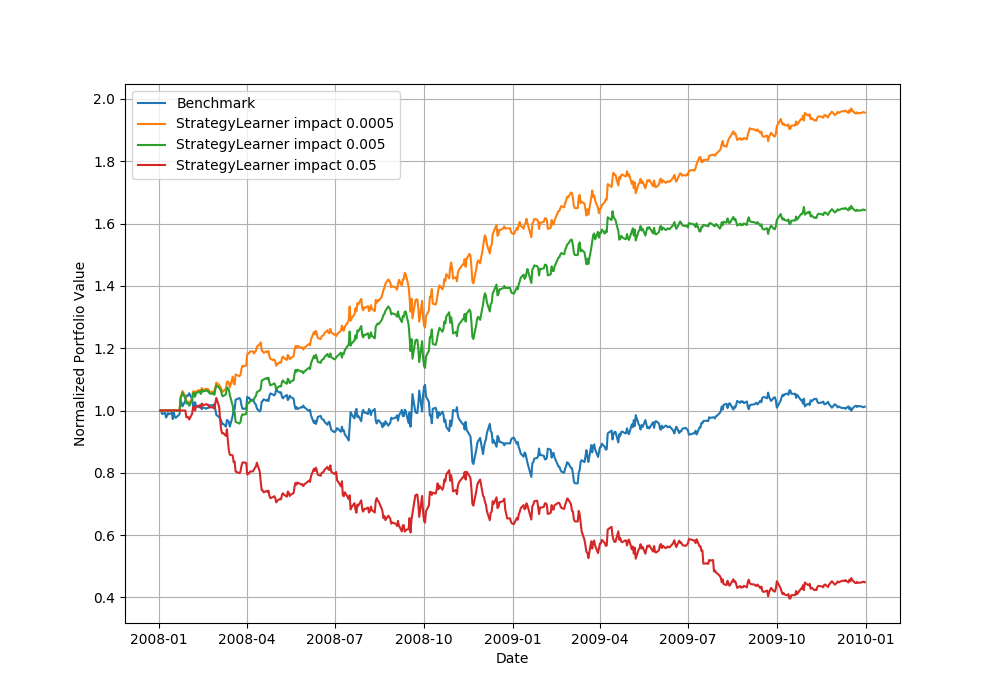 Benchmark
StrategyLearner impact 0.0005
StrategyLearner impact 0.005
StrategyLearner impact 0.05
2.0
1.8
1.6
1.4
1.2
1.0
0.8
0.6
0.4
Normalized Portfolio Value
2008-01 2008-04 2008-07 2008-10 2009-01 2009-04 2009-07 2009-10 2010-01
Date